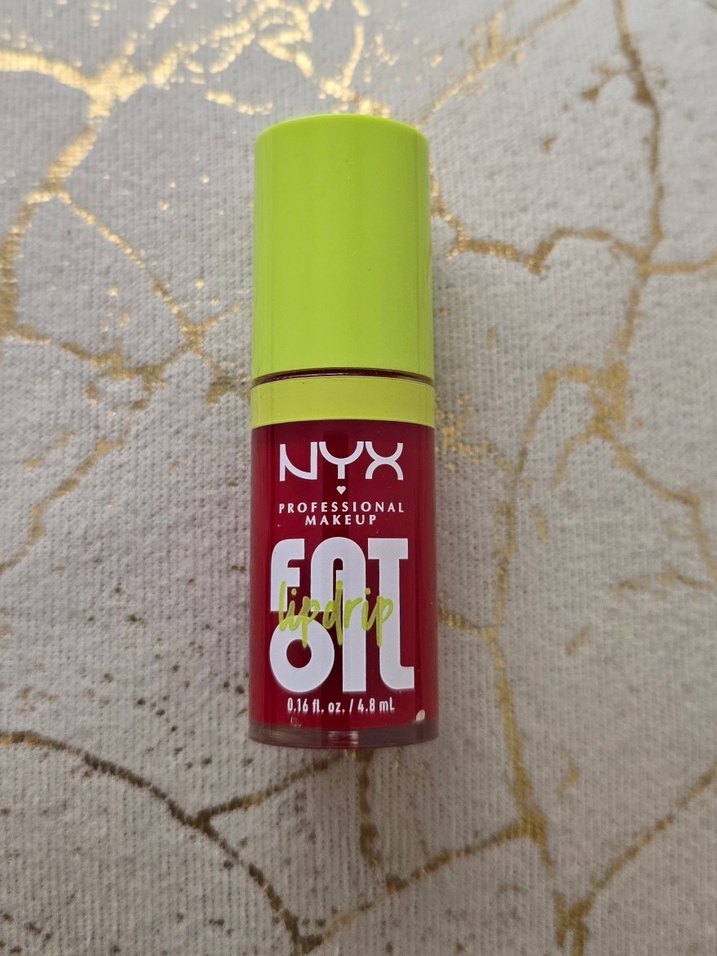 NYX
PROFESSIONAL
MAKEUP
FAT
lipdrip
OIL
0.16 fl. oz. / 4.8 mL